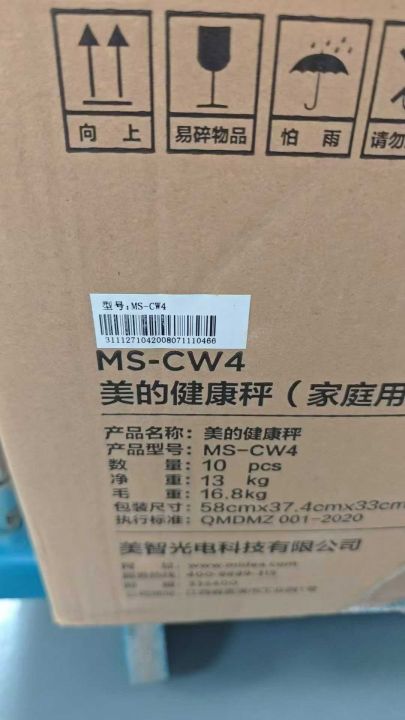 向 上
易碎物品
怕 雨
请勿
型号:MS-CW4
3111271042008071110466
MS-CW4
美的健康秤（家庭用
产品名称: 美的健康秤
产品型号: MS-CW4
数 量: 10 pcs
净 重: 13 kg
毛 重: 16.8kg
包装尺寸: 58cmx37.4cmx33cm
执行标准: QMDMZ 001-2020
美智光电科技有限公司